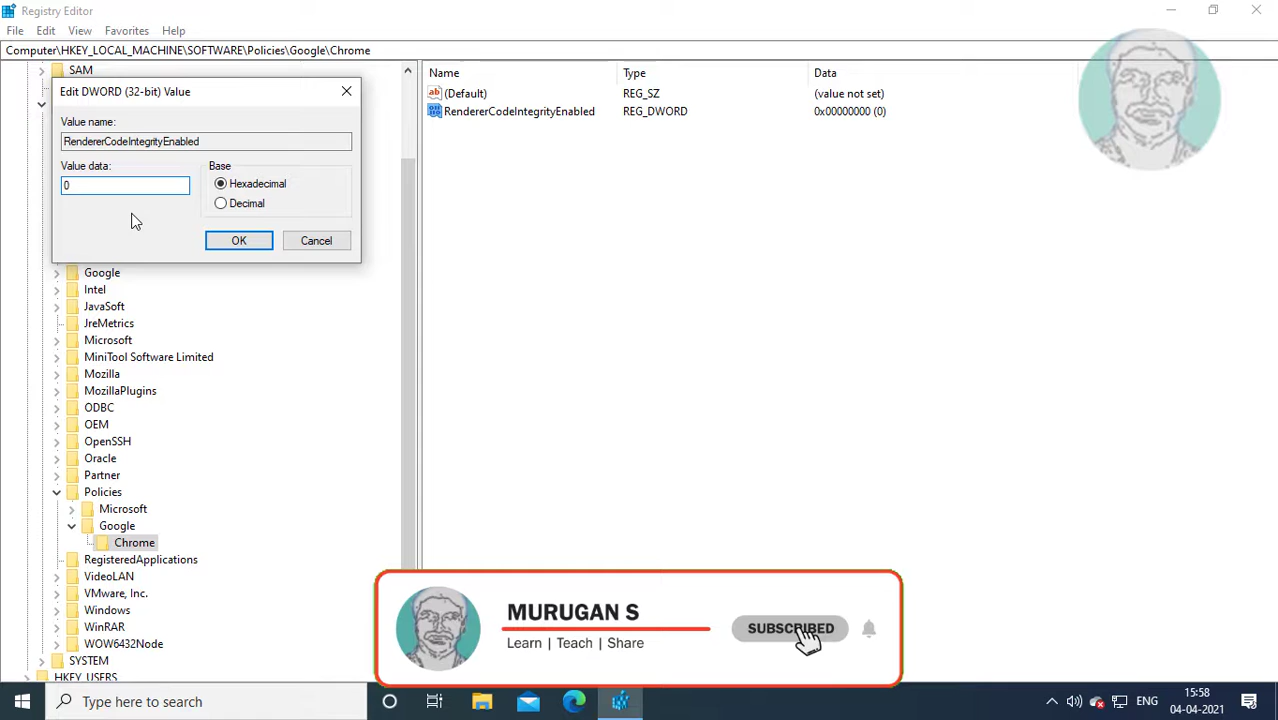 Registry Editor
File Edit View Favorites Help
Computer\HKEY_LOCAL_MACHINE\SOFTWARE\Policies\Google\Chrome
SAM
Edit DWORD (32-bit) Value
Value name:
RendererCodeIntegrityEnabled
Value data:
0
Base
Hexadecimal
Decimal
OK Cancel
Google
Intel
JavaSoft
JreMetrics
Microsoft
MiniTool Software Limited
Mozilla
MozillaPlugins
ODBC
OEM
OpenSSH
Oracle
Partner
Policies
Microsoft
Google
Chrome
RegisteredApplications
VideoLAN
VMware, Inc.
Windows
WinRAR
WOW6432Node
SYSTEM
HKEY_USERS
Name Type Data
(Default) REG_SZ (value not set)
RendererCodeIntegrityEnabled REG_DWORD 0x00000000 (0)
MURUGAN S
Learn | Teach | Share
SUBSCRIBED
Type here to search
ENG
15:58
04-04-2021